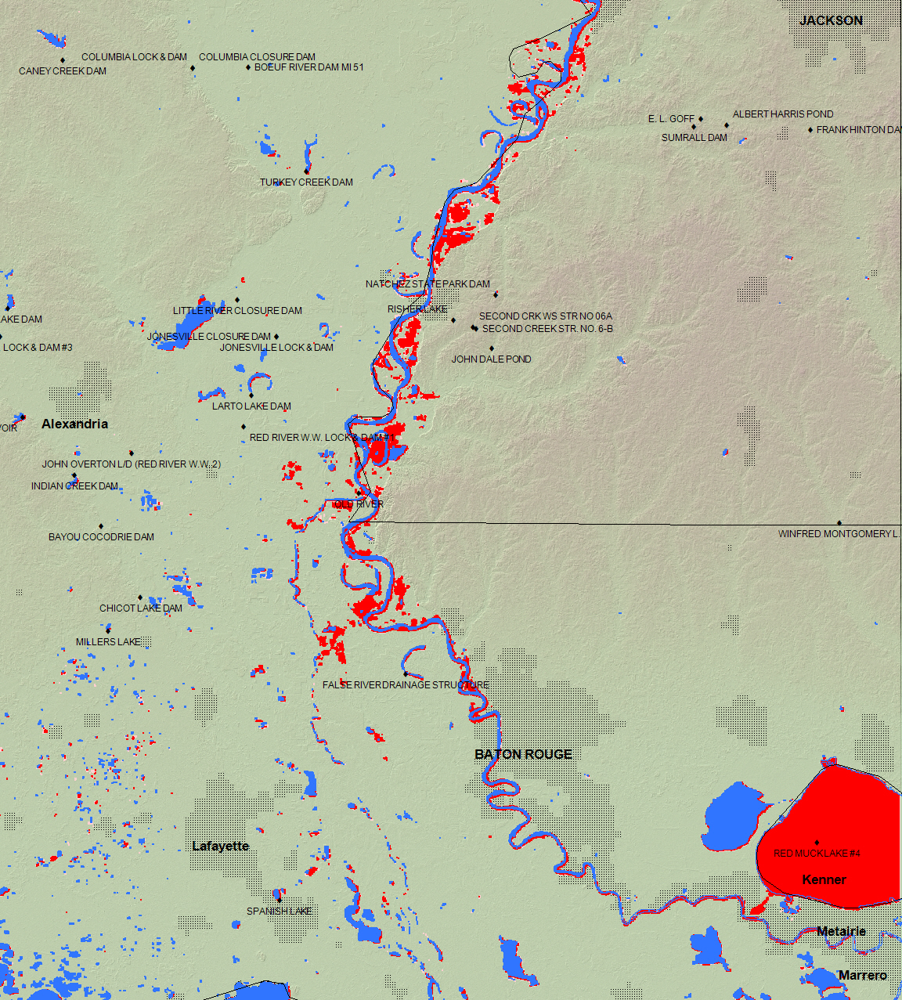 JACKSON
COLUMBIA LOCK & DAM
COLUMBIA CLOSURE DAM
CANEY CREEK DAM
BOEUF RIVER DAM MI 51
E. L. GOFF
ALBERT HARRIS POND
SUMRALL DAM
FRANK HINTON DA
TURKEY CREEK DAM
NATCHEZ STATE PARK DAM
LITTLE RIVER CLOSURE DAM
RISHER LAKE
AKE DAM
SECOND CRK WS STR NO 06A
SECOND CREEK STR. NO. 6-B
JONESVILLE CLOSURE DAM
LOCK & DAM #3
JONESVILLE LOCK & DAM
JOHN DALE POND
LARTO LAKE DAM
Alexandria
VOIR
RED RIVER W.W. LOCK & DAM #1
JOHN OVERTON L/D (RED RIVER W.W. 2)
INDIAN CREEK DAM
OLD RIVER
BAYOU COCODRIE DAM
WINFRED MONTGOMERY L.
CHICOT LAKE DAM
MILLERS LAKE
FALSE RIVER DRAINAGE STRUCTURE
BATON ROUGE
Lafayette
RED MUCK LAKE #4
Kenner
SPANISH LAKE
Metairie
Marrero